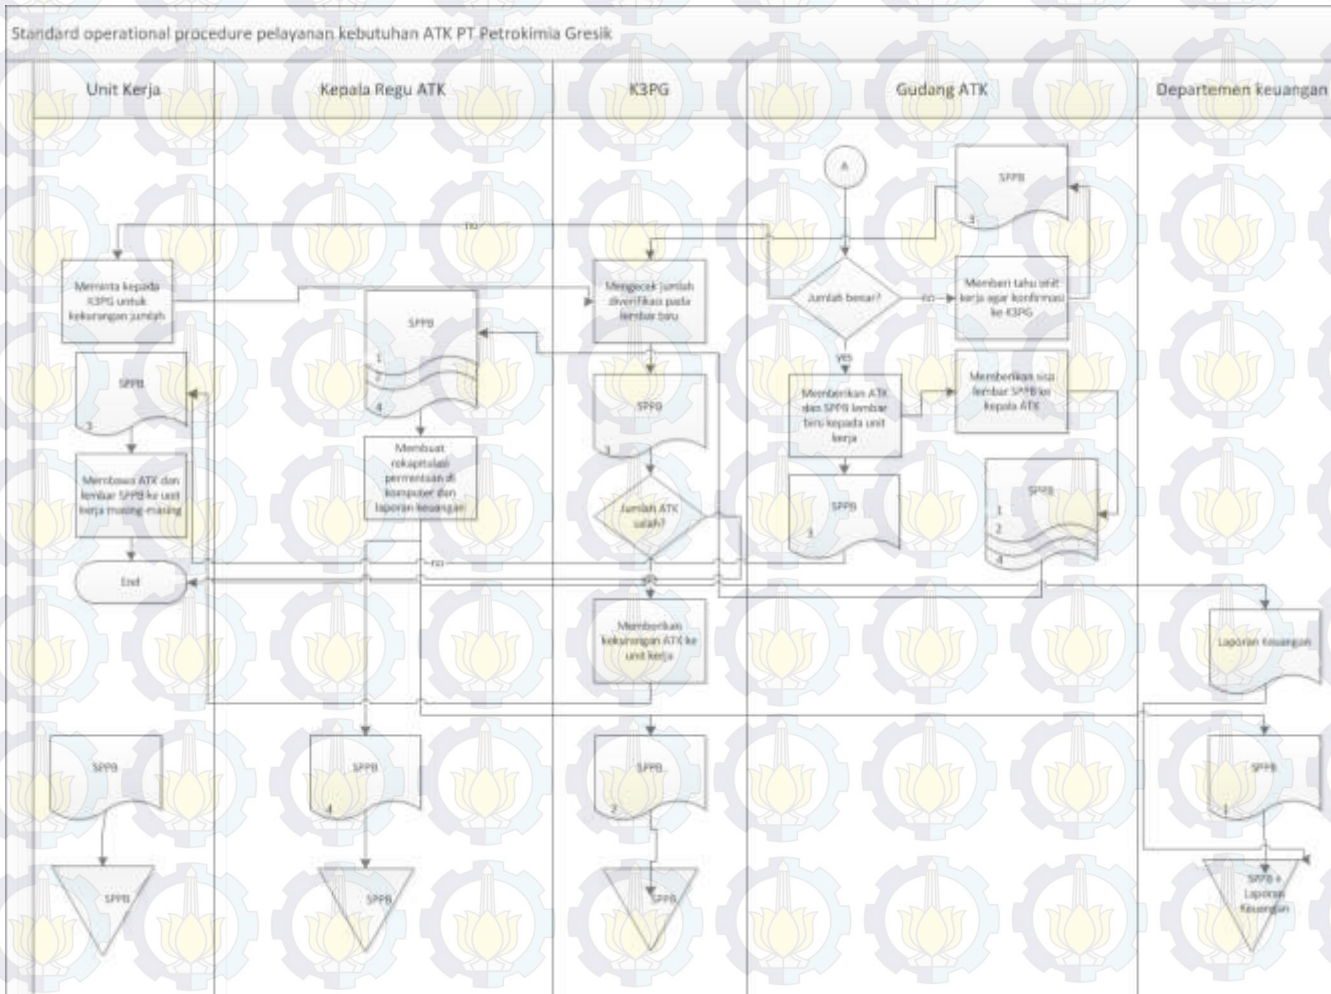 Standard operational procedure pelayanan kebutuhan ATK PT Petrokimia Gresik
Unit Kerja
Kepala Regu ATK
K3PG
Gudang ATK
Departemen keuangan
A
SPPB
3
no
Meminta kepada
K3PG untuk
kekurangan jumlah
Mengecek jumlah
diverifikasi pada
lembar baru
Jumlah benar?
no
Memberi tahu unit
kerja agar konfirmasi
ke K3PG
SPPB
1
2
4
yes
SPPB
3
SPPB
3
Memberikan ATK
dan SPPB lembar
biru kepada unit
kerja
Memberikan sisa
lembar SPPB ke
kepala ATK
Membawa ATK dan
lembar SPPB ke unit
kerja masing-masing
Membuat
rekapitulasi
permintaan di
komputer dan
laporan keuangan
Jumlah ATK
salah?
SPPB
3
SPPB
1
2
4
no
End
Memberikan
kekurangan ATK ke
unit kerja
Laporan Keuangan
SPPB
SPPB
4
SPPB
2
SPPB
1
SPPB
SPPB
SPPB
SPPB +
Laporan
Keuangan